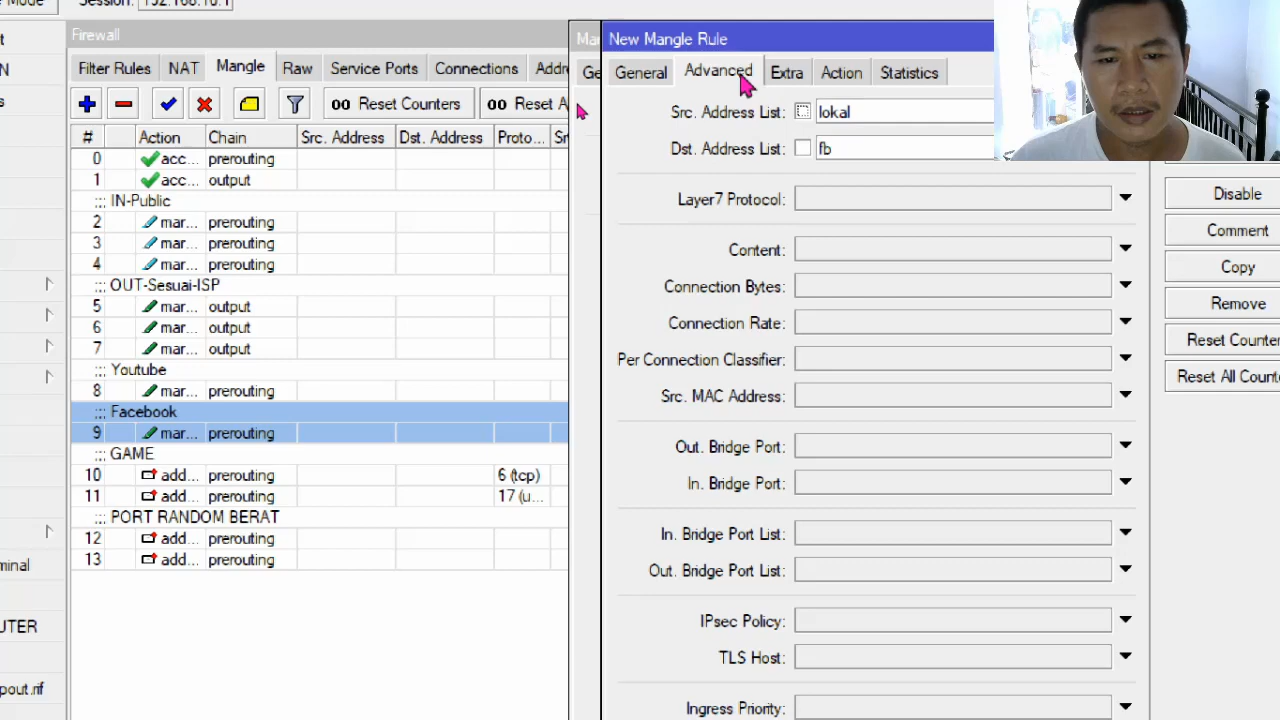 Session:
Firewall
New Mangle Rule
Filter Rules NAT Mangle Raw Service Ports Connections
General Advanced Extra Action Statistics
Reset Counters
# Action Chain Src. Address Dst. Address Proto...
0 acc... prerouting
1 acc... output
::: IN-Public
2 mar... prerouting
3 mar... prerouting
4 mar... prerouting
::: OUT-Sesuai-ISP
5 mar... output
6 mar... output
7 mar... output
::: Youtube
8 mar... prerouting
::: Facebook
9 mar... prerouting
::: GAME
10 add... prerouting 6 (tcp)
11 add... prerouting 17 (u...
::: PORT RANDOM BERAT
12 add... prerouting
13 add... prerouting
Src. Address List: lokal
Dst. Address List: fb
Layer7 Protocol:
Content:
Connection Bytes:
Connection Rate:
Per Connection Classifier:
Src. MAC Address:
Out. Bridge Port:
In. Bridge Port:
In. Bridge Port List:
Out. Bridge Port List:
IPsec Policy:
TLS Host:
Ingress Priority:
Disable
Comment
Copy
Remove
Reset Counter
Reset All Count